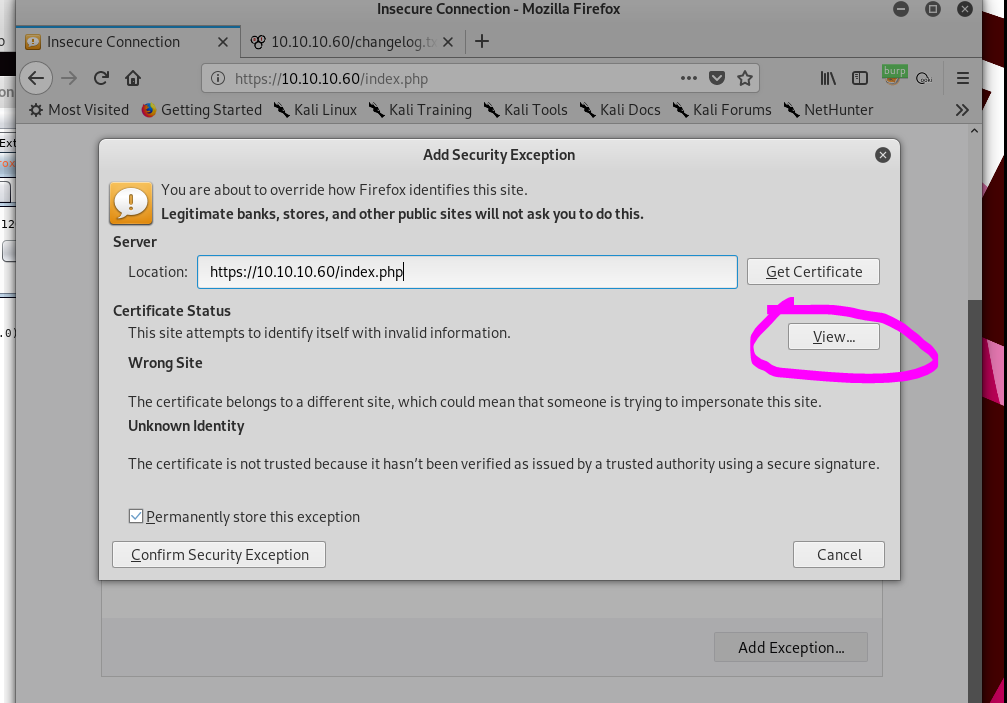 Insecure Connection - Mozilla Firefox
Insecure Connection 10.10.10.60/changelog.tx
https://10.10.10.60/index.php burp
Most Visited Getting Started Kali Linux Kali Training Kali Tools Kali Docs Kali Forums NetHunter
Add Security Exception
You are about to override how Firefox identifies this site.
Legitimate banks, stores, and other public sites will not ask you to do this.
Server
Location: https://10.10.10.60/index.php Get Certificate
Certificate Status
This site attempts to identify itself with invalid information. View...
Wrong Site
The certificate belongs to a different site, which could mean that someone is trying to impersonate this site.
Unknown Identity
The certificate is not trusted because it hasn't been verified as issued by a trusted authority using a secure signature.
Permanently store this exception
Confirm Security Exception Cancel
Add Exception...